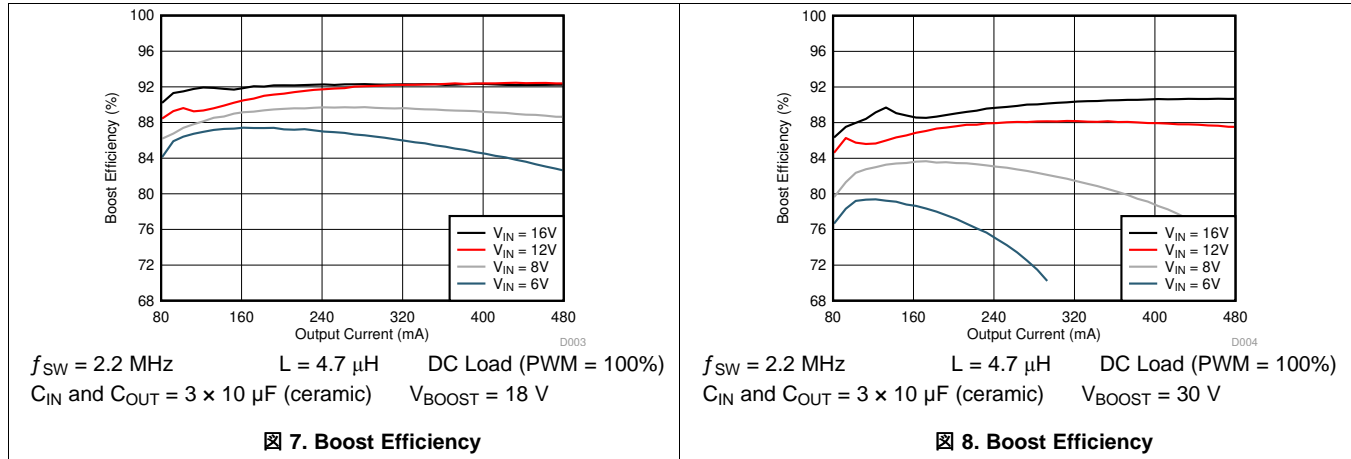 100
96
92
88
84
80
76
72
68
Boost Efficiency (%)
V_IN = 16V
V_IN = 12V
V_IN = 8V
V_IN = 6V
80 160 240 320 400 480
Output Current (mA)
D003
ƒ_SW = 2.2 MHz L = 4.7 μH DC Load (PWM = 100%)
C_IN and C_OUT = 3 × 10 µF (ceramic) V_BOOST = 18 V
図 7. Boost Efficiency
100
96
92
88
84
80
76
72
68
Boost Efficiency (%)
V_IN = 16V
V_IN = 12V
V_IN = 8V
V_IN = 6V
80 160 240 320 400 480
Output Current (mA)
D004
ƒ_SW = 2.2 MHz L = 4.7 μH DC Load (PWM = 100%)
C_IN and C_OUT = 3 × 10 µF (ceramic) V_BOOST = 30 V
図 8. Boost Efficiency